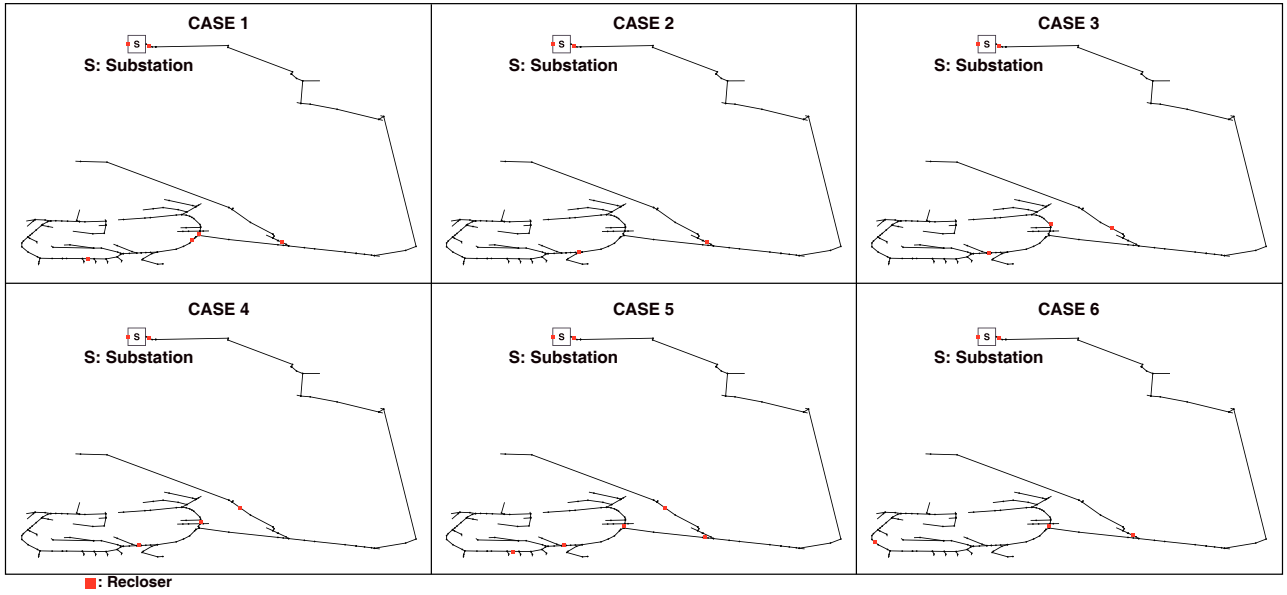 CASE 1
S
S: Substation
CASE 2
S
S: Substation
CASE 3
S
S: Substation
CASE 4
S
S: Substation
CASE 5
S
S: Substation
CASE 6
S
S: Substation
: Recloser